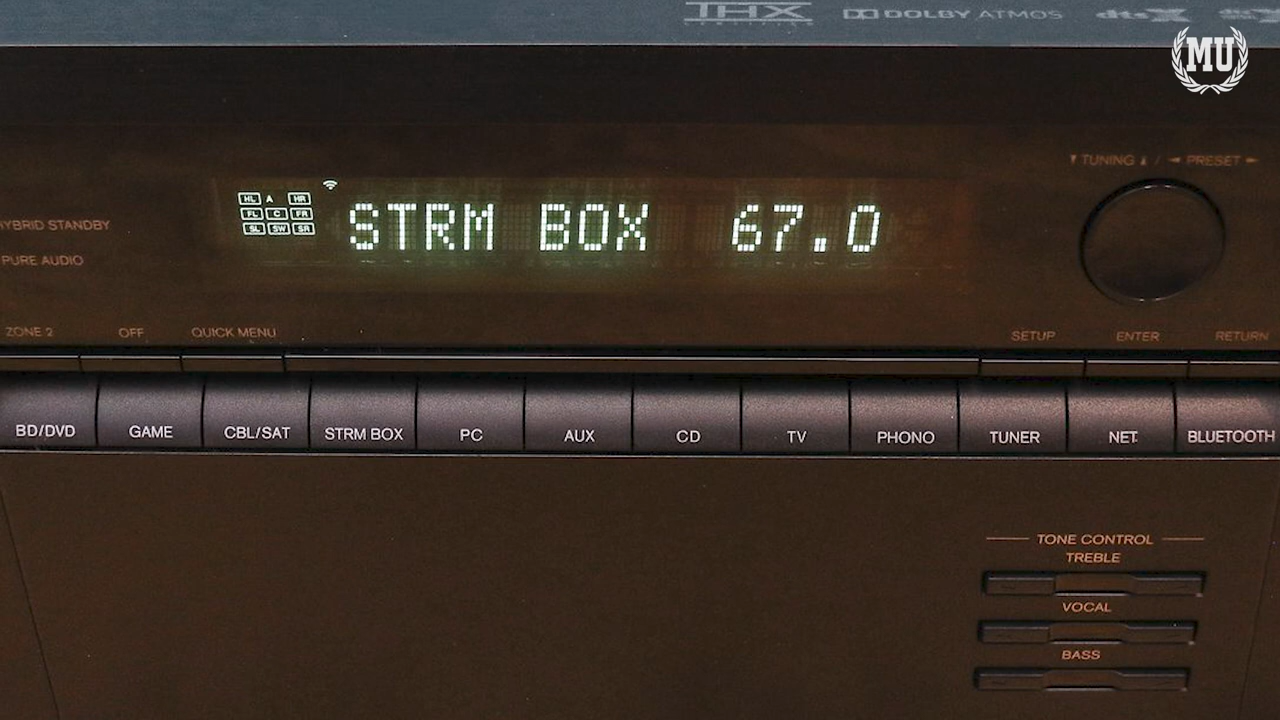 THX
DOLBY ATMOS
dts X
MU
▼ TUNING ▲ / ◄ PRESET ►
HL A HR
FL C FR
SL SW SR
STRM BOX 67.0
HYBRID STANDBY
PURE AUDIO
ZONE 2 OFF QUICK MENU SETUP ENTER RETURN
BD/DVD GAME CBL/SAT STRM BOX PC AUX CD TV PHONO TUNER NET BLUETOOTH
TONE CONTROL
TREBLE
VOCAL
BASS